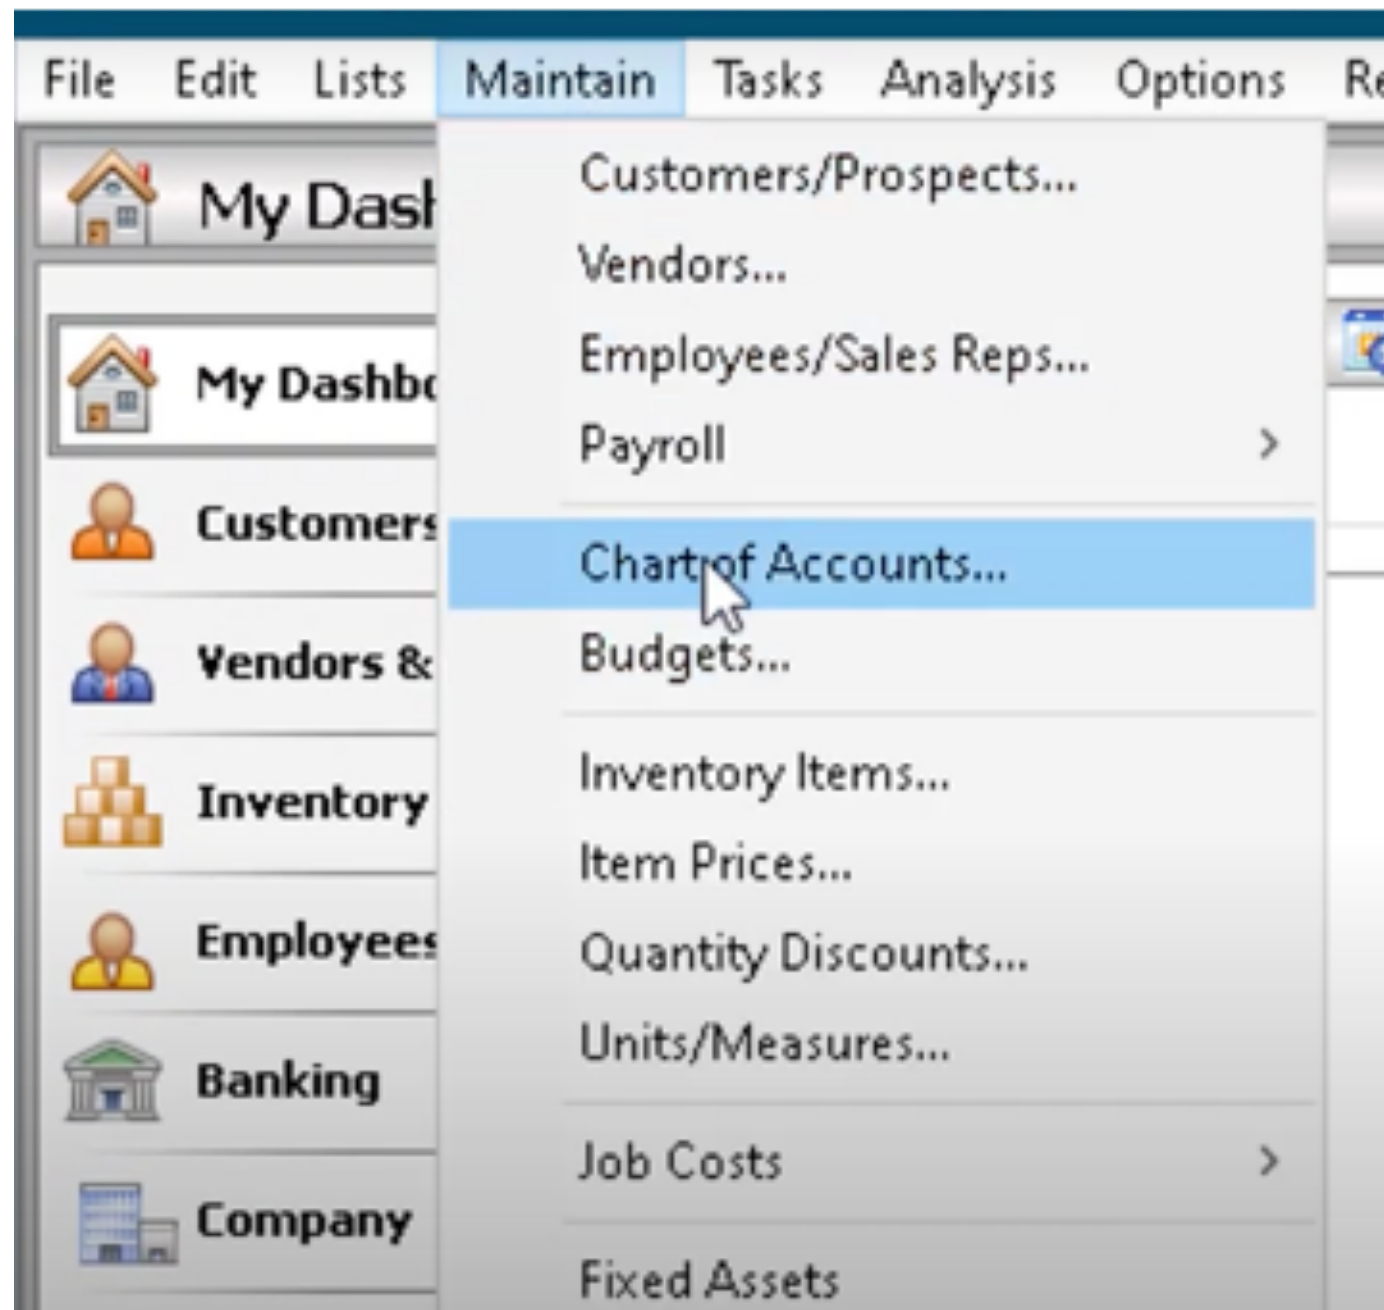 File Edit Lists Maintain Tasks Analysis Options
My Dash
My Dashbo
Customers
Vendors &
Inventory
Employees
Banking
Company
Customers/Prospects...
Vendors...
Employees/Sales Reps...
Payroll
Chart of Accounts...
Budgets...
Inventory Items...
Item Prices...
Quantity Discounts...
Units/Measures...
Job Costs
Fixed Assets